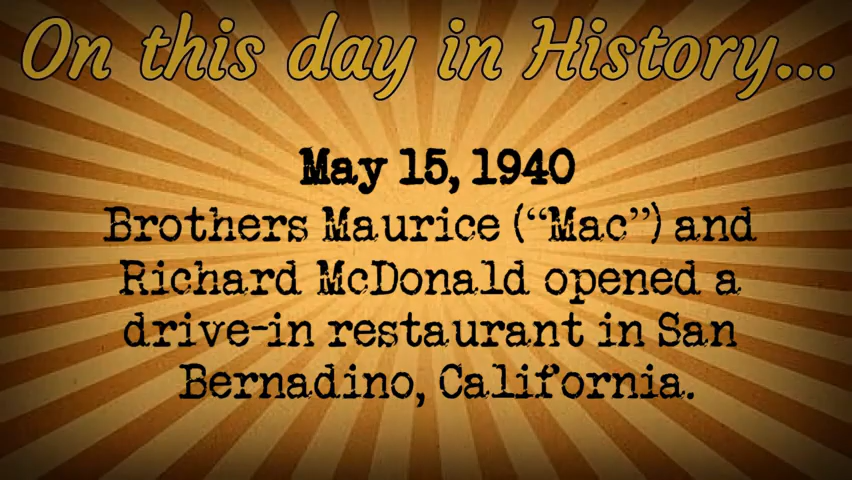 On this day in History...
May 15, 1940
Brothers Maurice (“Mac”) and
Richard McDonald opened a
drive-in restaurant in San
Bernadino, California.